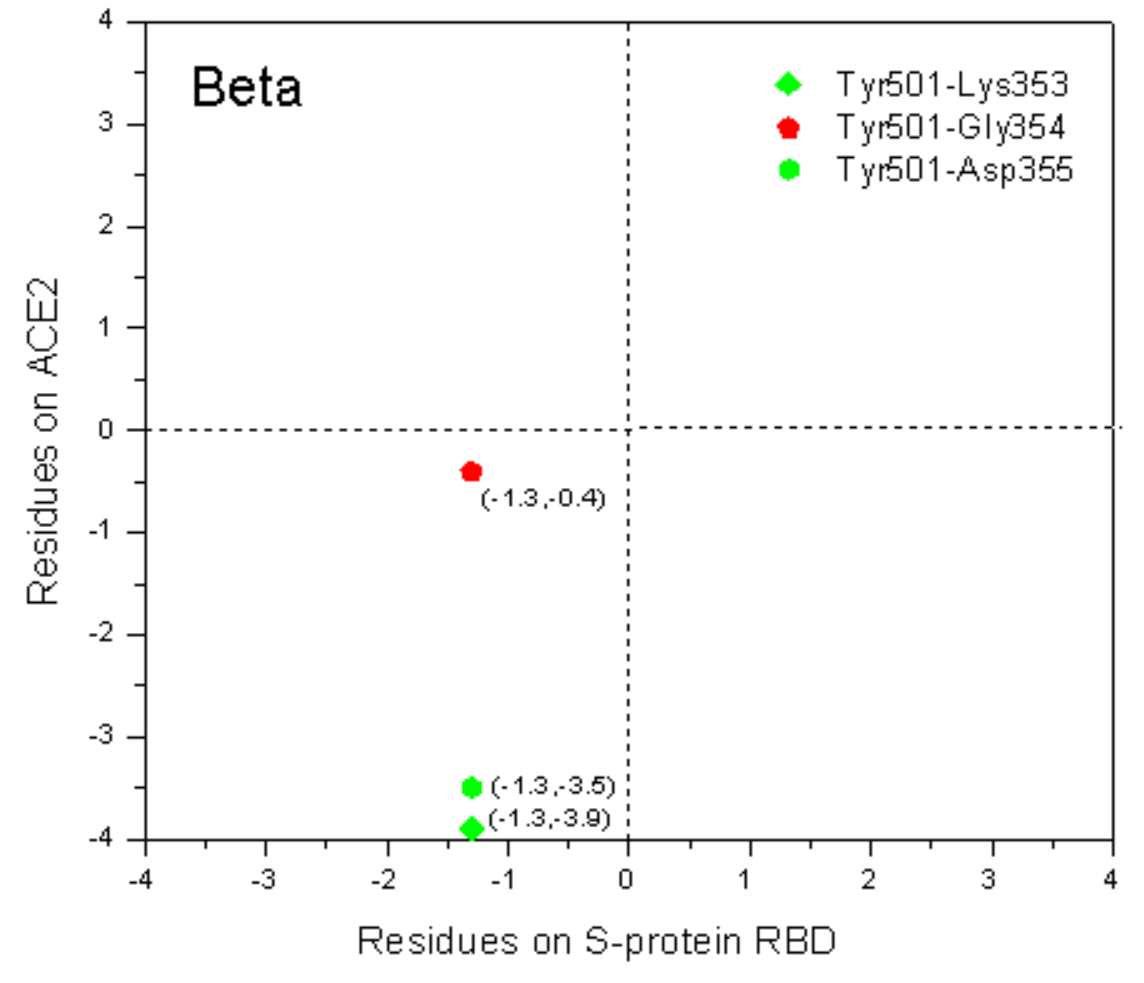 Beta
Tyr501-Lys353
Tyr501-Gly354
Tyr501-Asp355
4
3
2
1
0
-1
-2
-3
-4
Residues on ACE2
(-1.3,-0.4)
(-1.3,-3.5)
(-1.3,-3.9)
-4 -3 -2 -1 0 1 2 3 4
Residues on S-protein RBD